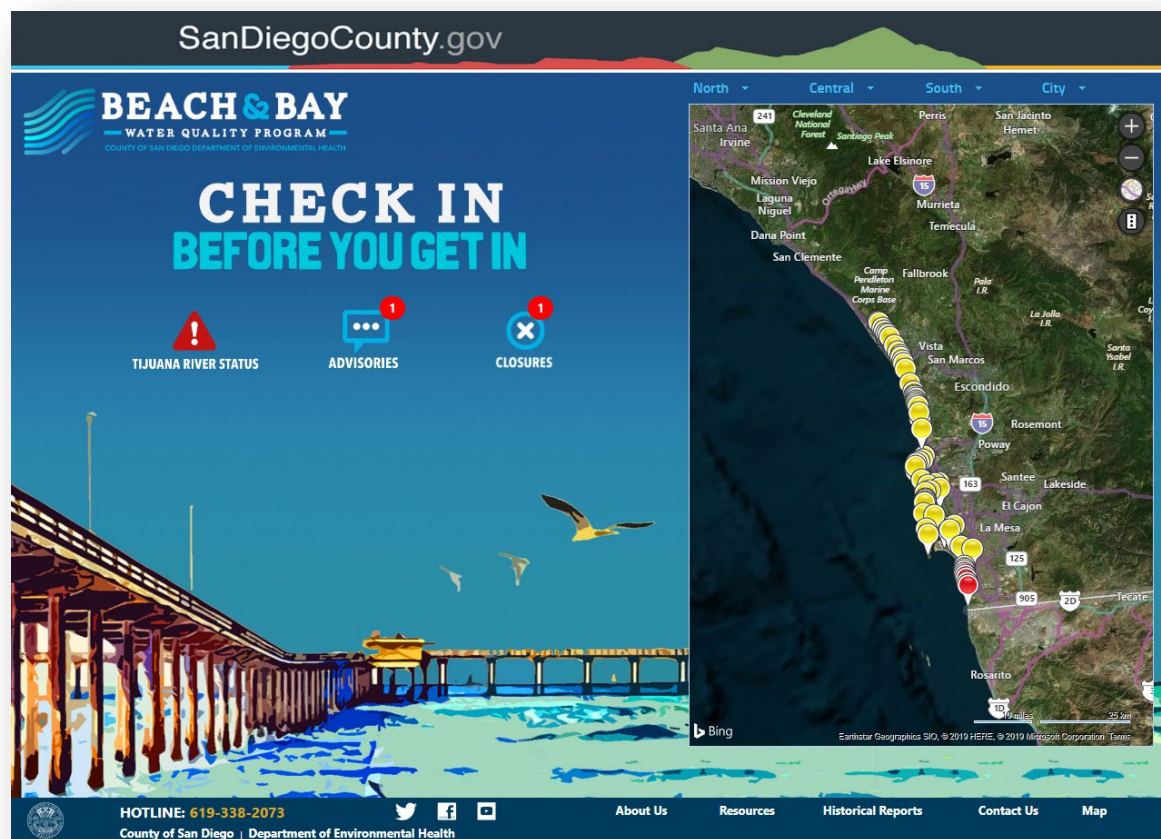 SanDiegoCounty.gov
BEACH & BAY
WATER QUALITY PROGRAM
COUNTY OF SAN DIEGO DEPARTMENT OF ENVIRONMENTAL HEALTH
CHECK IN
BEFORE YOU GET IN
1
1
TIJUANA RIVER STATUS
ADVISORIES
CLOSURES
North
Central
South
City
241
Cleveland
National
Forest
Santiago Peak
Perris
San Jacinto
Hemet
Santa Ana
Irvine
Lake Elsinore
Mission Viejo
Ortega Hwy
15
Laguna
Niguel
Murrieta
Temecula
Dana Point
San Clemente
Camp
Pendleton
Marine
Corps Base
Fallbrook
Pala
I.R.
La Jolla
I.R.
Vista
San Marcos
Santa
Ysabel
I.R.
Escondido
15
Rosemont
Poway
163
Santee
Lakeside
El Cajon
La Mesa
125
905
2D
Tecate
Rosarito
1D
10 miles
25 km
Bing
Earthstar Geographics SIO, © 2019 HERE, © 2019 Microsoft Corporation Terms
HOTLINE: 619-338-2073
County of San Diego | Department of Environmental Health
About Us
Resources
Historical Reports
Contact Us
Map